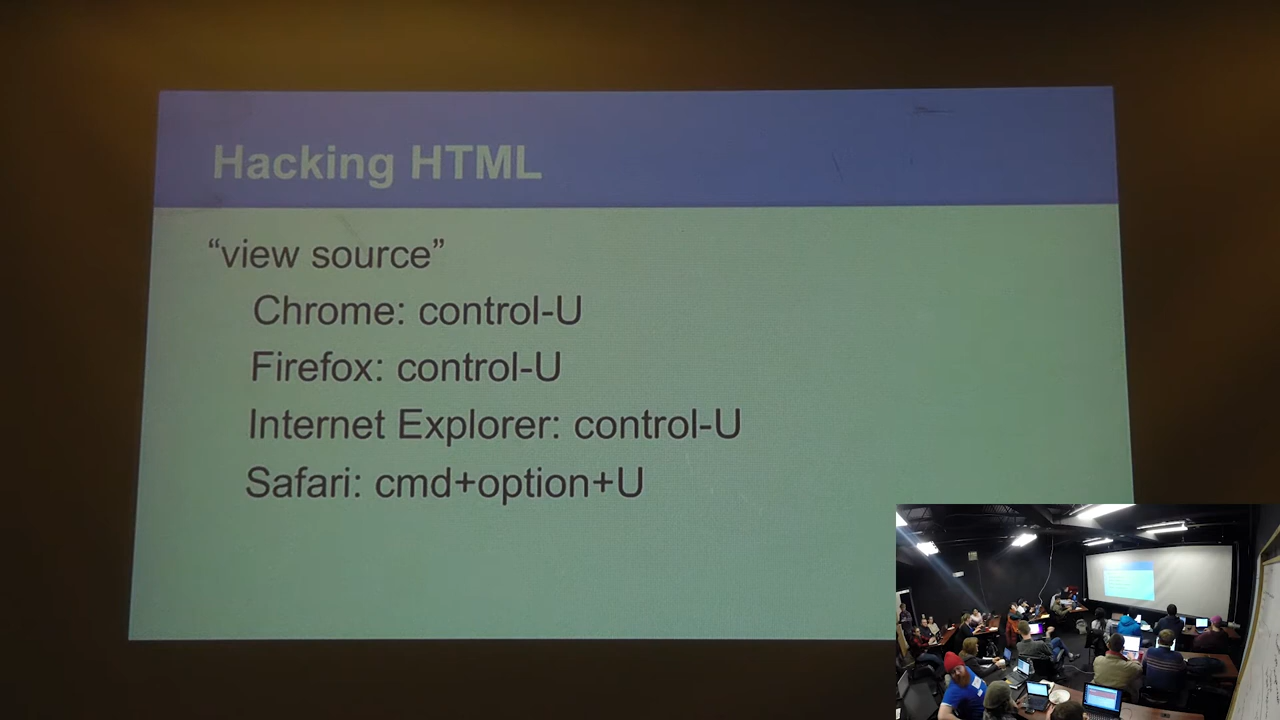 Hacking HTML
“view source”
Chrome: control-U
Firefox: control-U
Internet Explorer: control-U
Safari: cmd+option+U